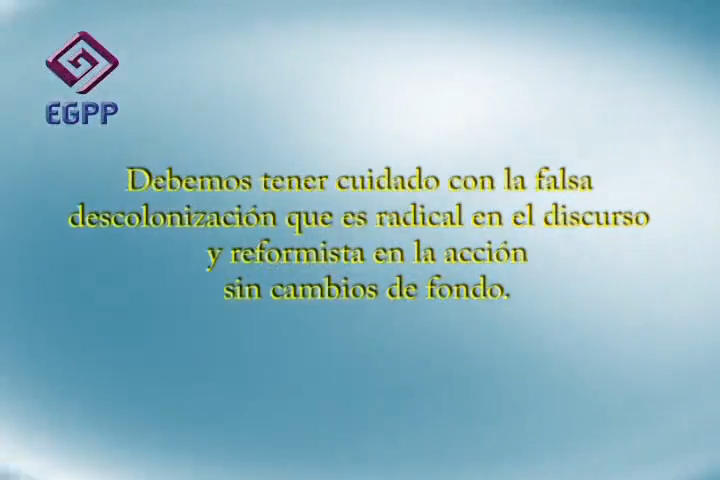 EGPP
Debemos tener cuidado con la falsa
descolonización que es radical en el discurso
y reformista en la acción
sin cambios de fondo.